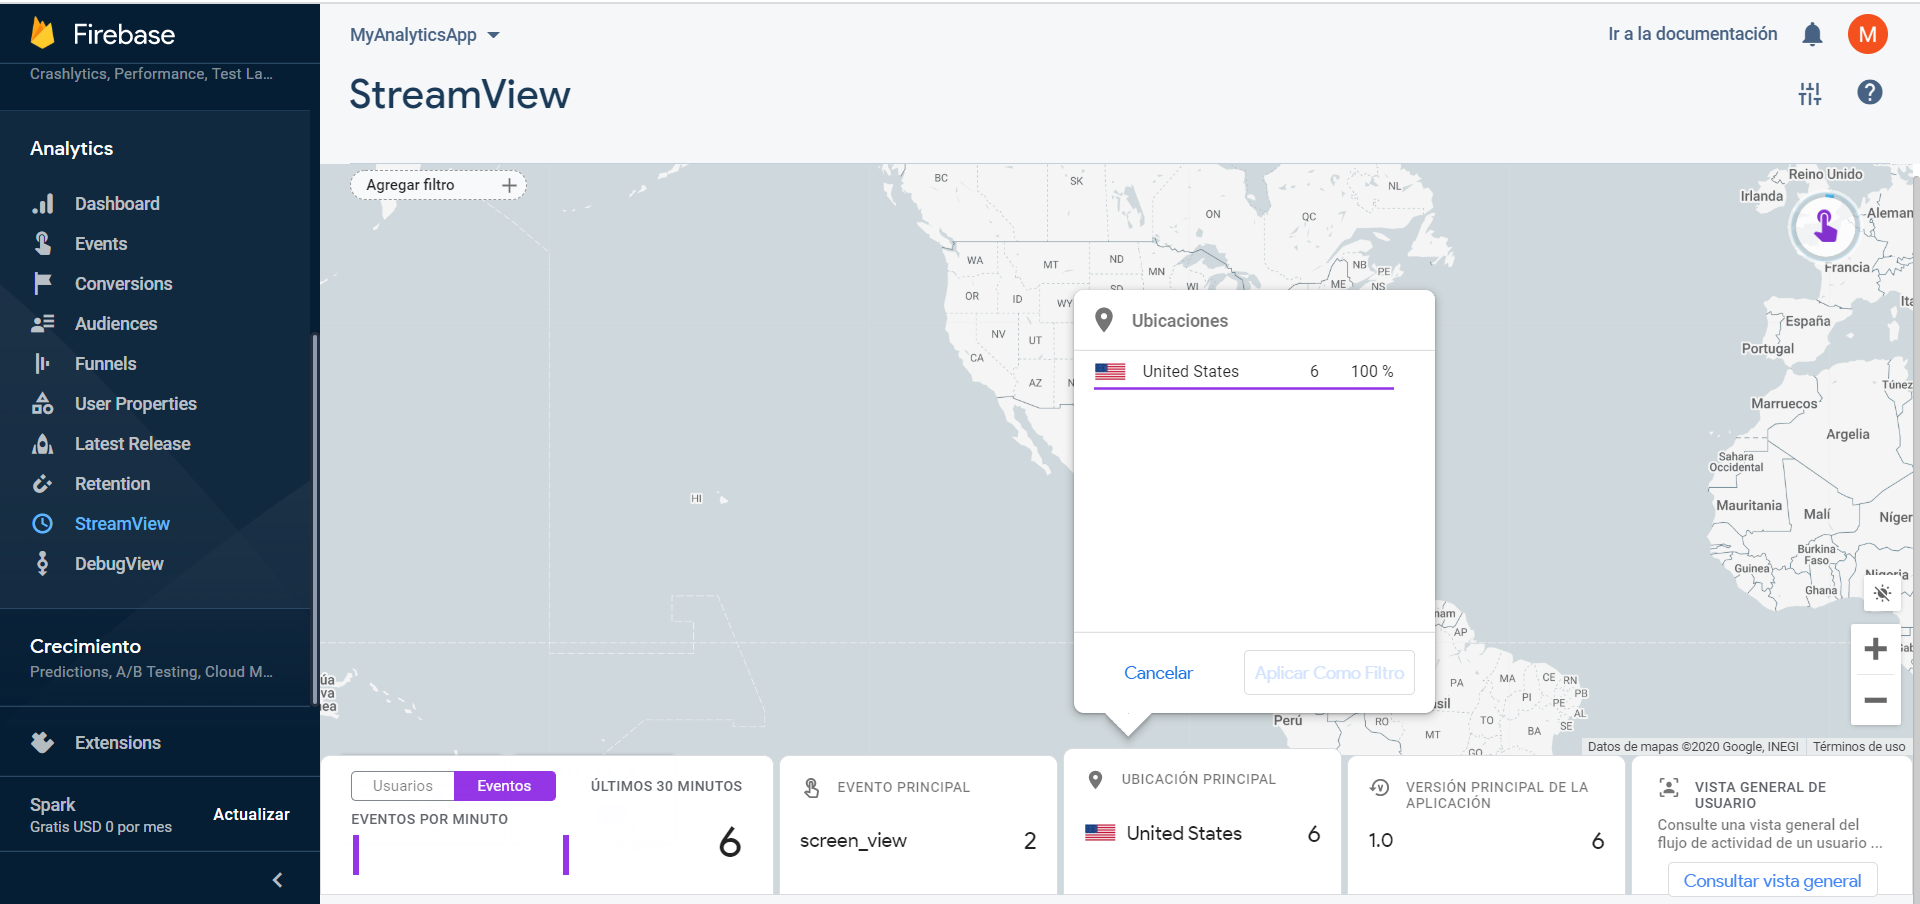 Firebase
Crashlytics, Performance, Test La...
Analytics
Dashboard
Events
Conversions
Audiences
Funnels
User Properties
Latest Release
Retention
StreamView
DebugView
Crecimiento
Predictions, A/B Testing, Cloud M...
Extensions
Spark
Gratis USD 0 por mes
Actualizar
MyAnalyticsApp
Ir a la documentación
M
StreamView
Agregar filtro
BC
SK
NL
ON
QC
WA
MT
ND
MN
NB
PE
OR
ID
WY
SD
WI
ME
NS
NV
UT
CA
AZ
HI
Reino Unido
Irlanda
Aleman
Francia
Ita
España
Portugal
Túnez
Marruecos
Argelia
Sahara
Occidental
Mauritania
Malí
Níger
Burkina
Faso
Guinea
Nigeria
Ghana
Gab
úa
va
ea
nam
AP
PA
MA
CE
RN
PB
PI
PE
AL
SE
sil
TO
BA
RO
MT
GO
Perú
Ubicaciones
United States 6 100 %
Cancelar
Aplicar Como Filtro
Datos de mapas ©2020 Google, INEGI
Términos de uso
Usuarios
Eventos
ÚLTIMOS 30 MINUTOS
EVENTOS POR MINUTO
6
EVENTO PRINCIPAL
screen_view 2
UBICACIÓN PRINCIPAL
United States 6
VERSIÓN PRINCIPAL DE LA
APLICACIÓN
1.0 6
VISTA GENERAL DE
USUARIO
Consulte una vista general del
flujo de actividad de un usuario ...
Consultar vista general